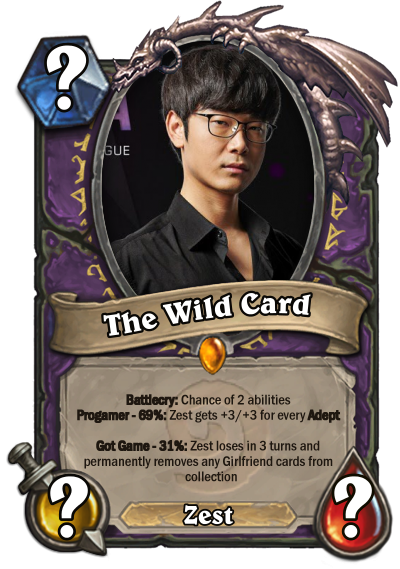 ?
GUE
The Wild Card
Battlecry: Chance of 2 abilities
Progamer - 69%: Zest gets +3/+3 for every Adept
Got Game - 31%: Zest loses in 3 turns and
permanently removes any Girlfriend cards from
collection
? Zest ?